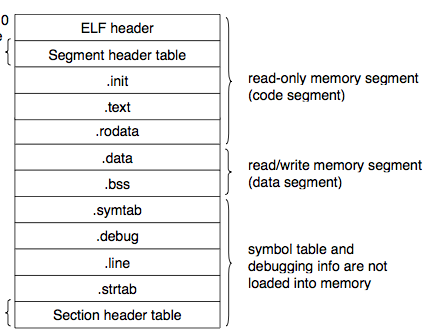 0
e
ELF header
Segment header table
.init
.text
.rodata
.data
.bss
.symtab
.debug
.line
.strtab
Section header table
read-only memory segment
(code segment)
read/write memory segment
(data segment)
symbol table and
debugging info are not
loaded into memory